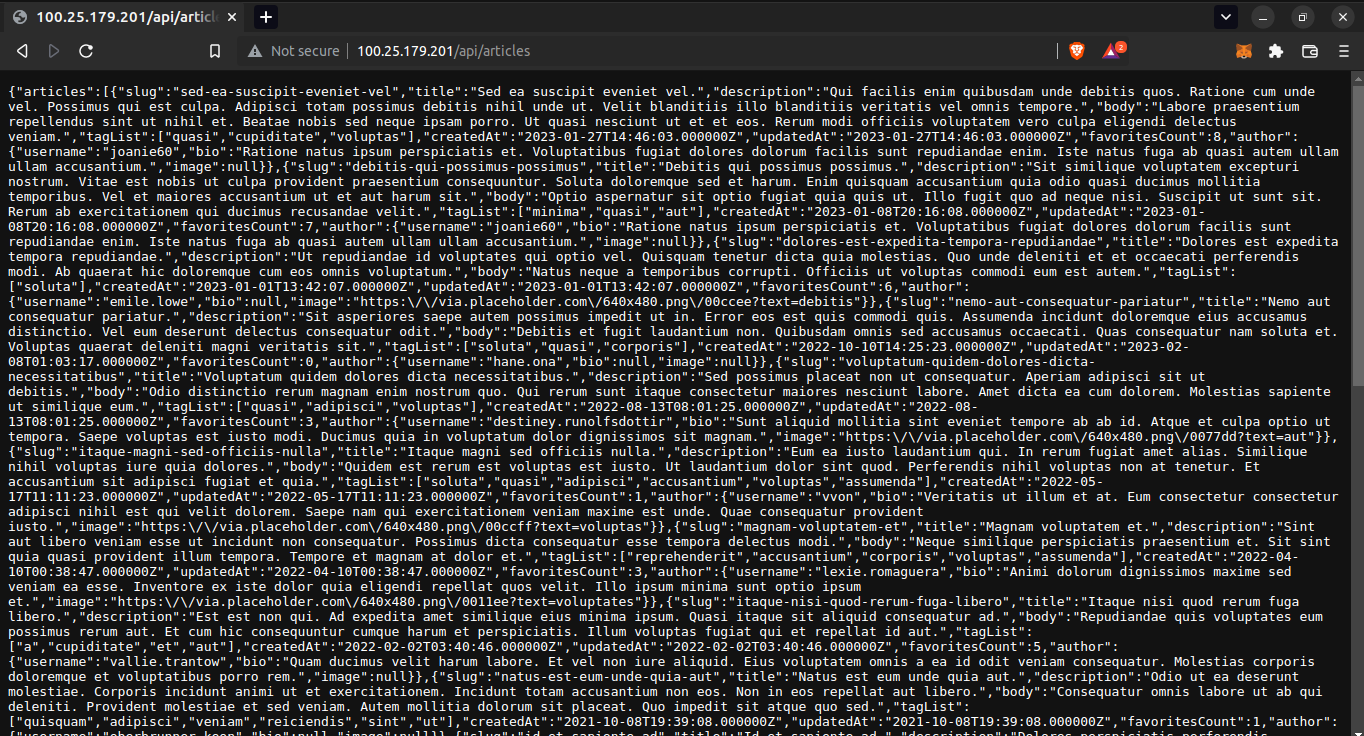 100.25.179.201/api/articl
Not secure
100.25.179.201/api/articles
2
{"articles":[{"slug":"sed-ea-suscipit-eveniet-vel","title":"Sed ea suscipit eveniet vel.","description":"Qui facilis enim quibusdam unde debitis quos. Ratione cum unde
vel. Possimus qui est culpa. Adipisci totam possimus debitis nihil unde ut. Velit blanditiis illo blanditiis veritatis vel omnis tempore.","body":"Labore praesentium
repellendus sint ut nihil et. Beatae nobis sed neque ipsam porro. Ut quasi nesciunt ut et et eos. Rerum modi officiis voluptatem vero culpa eligendi delectus
veniam.","tagList":["quasi","cupiditate","voluptas"],"createdAt":"2023-01-27T14:46:03.000000Z","updatedAt":"2023-01-27T14:46:03.000000Z","favoritesCount":8,"author":
{"username":"joanie60","bio":"Ratione natus ipsum perspiciatis et. Voluptatibus fugiat dolores dolorum facilis sunt repudiandae enim. Iste natus fuga ab quasi autem ullam
ullam accusantium.","image":null}},{"slug":"debitis-qui-possimus-possimus","title":"Debitis qui possimus possimus.","description":"Sit similique voluptatem excepturi
nostrum. Vitae est nobis ut culpa provident praesentium consequuntur. Soluta doloremque sed et harum. Enim quisquam accusantium quia odio quasi ducimus mollitia
temporibus. Vel et maiores accusantium ut et aut harum sit.","body":"Optio aspernatur sit optio fugiat quia quis ut. Illo fugit quo ad neque nisi. Suscipit ut sunt sit.
Rerum ab exercitationem qui ducimus recusandae velit.","tagList":["minima","quasi","aut"],"createdAt":"2023-01-08T20:16:08.000000Z","updatedAt":"2023-01-
08T20:16:08.000000Z","favoritesCount":7,"author":{"username":"joanie60","bio":"Ratione natus ipsum perspiciatis et. Voluptatibus fugiat dolores dolorum facilis sunt
repudiandae enim. Iste natus fuga ab quasi autem ullam ullam accusantium.","image":null}},{"slug":"dolores-est-expedita-tempora-repudiandae","title":"Dolores est expedita
tempora repudiandae.","description":"Ut repudiandae id voluptates qui optio vel. Quisquam tenetur dicta quia molestias. Quo unde deleniti et et occaecati perferendis
modi. Ab quaerat hic doloremque cum eos omnis voluptatum.","body":"Natus neque a temporibus corrupti. Officiis ut voluptas commodi eum est autem.","tagList":
["soluta"],"createdAt":"2023-01-01T13:42:07.000000Z","updatedAt":"2023-01-01T13:42:07.000000Z","favoritesCount":6,"author":
{"username":"emile.lowe","bio":null,"image":"https:\/\/via.placeholder.com\/640x480.png\/00ccee?text=debitis"}},{"slug":"nemo-aut-consequatur-pariatur","title":"Nemo aut
consequatur pariatur.","description":"Sit asperiores saepe autem possimus impedit ut in. Error eos est quis commodi quis. Assumenda incidunt doloremque eius accusamus
distinctio. Vel eum deserunt delectus consequatur odit.","body":"Debitis et fugit laudantium non. Quibusdam omnis sed accusamus occaecati. Quas consequatur nam soluta et.
Voluptas quaerat deleniti magni veritatis sit.","tagList":["soluta","quasi","corporis"],"createdAt":"2022-10-10T14:25:23.000000Z","updatedAt":"2023-02-
08T01:03:17.000000Z","favoritesCount":0,"author":{"username":"hane.ona","bio":null,"image":null}},{"slug":"voluptatum-quidem-dolores-dicta-
necessitatibus","title":"Voluptatum quidem dolores dicta necessitatibus.","description":"Sed possimus placeat non ut consequatur. Aperiam adipisci sit ut
debitis.","body":"Odio distinctio rerum magnam enim nostrum quo. Qui rerum sunt itaque consectetur maiores nesciunt labore. Amet dicta ea cum dolorem. Molestias sapiente
ut similique eum.","tagList":["quasi","adipisci","voluptas"],"createdAt":"2022-08-13T08:01:25.000000Z","updatedAt":"2022-08-
13T08:01:25.000000Z","favoritesCount":3,"author":{"username":"destiney.runolfsdottir","bio":"Sunt aliquid mollitia sint eveniet tempore ab ab id. Atque et culpa optio ut
tempora. Saepe voluptas est iusto modi. Ducimus quia in voluptatum dolor dignissimos sit magnam.","image":"https:\/\/via.placeholder.com\/640x480.png\/0077dd?text=aut"}},
{"slug":"itaque-magni-sed-officiis-nulla","title":"Itaque magni sed officiis nulla.","description":"Eum ea iusto laudantium qui. In rerum fugiat amet alias. Similique
nihil voluptas iure quia dolores.","body":"Quidem est rerum est voluptas est iusto. Ut laudantium dolor sint quod. Perferendis nihil voluptas non at tenetur. Et
accusantium sit adipisci fugiat et quia.","tagList":["soluta","quasi","adipisci","accusantium","voluptas","assumenda"],"createdAt":"2022-05-
17T11:11:23.000000Z","updatedAt":"2022-05-17T11:11:23.000000Z","favoritesCount":1,"author":{"username":"vvon","bio":"Veritatis ut illum et at. Eum consectetur consectetur
adipisci nihil est qui velit dolorem. Saepe nam qui exercitationem veniam maxime est unde. Quae consequatur provident
iusto.","image":"https:\/\/via.placeholder.com\/640x480.png\/00ccff?text=voluptas"}},{"slug":"magnam-voluptatem-et","title":"Magnam voluptatem et.","description":"Sint
aut libero veniam esse ut incidunt non consequatur. Possimus dicta consequatur esse tempora delectus modi.","body":"Neque similique perspiciatis praesentium et. Sit sint
quia quasi provident illum tempora. Tempore et magnam at dolor et.","tagList":["reprehenderit","accusantium","corporis","voluptas","assumenda"],"createdAt":"2022-04-
10T00:38:47.000000Z","updatedAt":"2022-04-10T00:38:47.000000Z","favoritesCount":3,"author":{"username":"lexie.romaguera","bio":"Animi dolorum dignissimos maxime sed
veniam ea esse. Inventore ex iste dolor quia eligendi repellat quos velit. Illo ipsum minima sunt optio ipsum
et.","image":"https:\/\/via.placeholder.com\/640x480.png\/0011ee?text=voluptates"}},{"slug":"itaque-nisi-quod-rerum-fuga-libero","title":"Itaque nisi quod rerum fuga
libero.","description":"Est est non qui. Ad expedita amet similique eius minima ipsum. Quasi itaque sit aliquid consequatur ad.","body":"Repudiandae quis voluptates eum
possimus rerum aut. Et cum hic consequuntur cumque harum et perspiciatis. Illum voluptas fugiat qui et repellat id aut.","tagList":
["a","cupiditate","et","aut"],"createdAt":"2022-02-02T03:40:46.000000Z","updatedAt":"2022-02-02T03:40:46.000000Z","favoritesCount":5,"author":
{"username":"vallie.trantow","bio":"Quam ducimus velit harum labore. Et vel non iure aliquid. Eius voluptatem omnis a ea id odit veniam consequatur. Molestias corporis
doloremque et voluptatibus porro rem.","image":null}},{"slug":"natus-est-eum-unde-quia-aut","title":"Natus est eum unde quia aut.","description":"Odio ut ea deserunt
molestiae. Corporis incidunt animi ut et exercitationem. Incidunt totam accusantium non eos. Non in eos repellat aut libero.","body":"Consequatur omnis labore ut ab qui
deleniti. Provident molestiae et sed veniam. Autem mollitia dolorum sit placeat. Quo impedit sit atque quo sed.","tagList":
["quisquam","adipisci","veniam","reiciendis","sint","ut"],"createdAt":"2021-10-08T19:39:08.000000Z","updatedAt":"2021-10-08T19:39:08.000000Z","favoritesCount":1,"author":